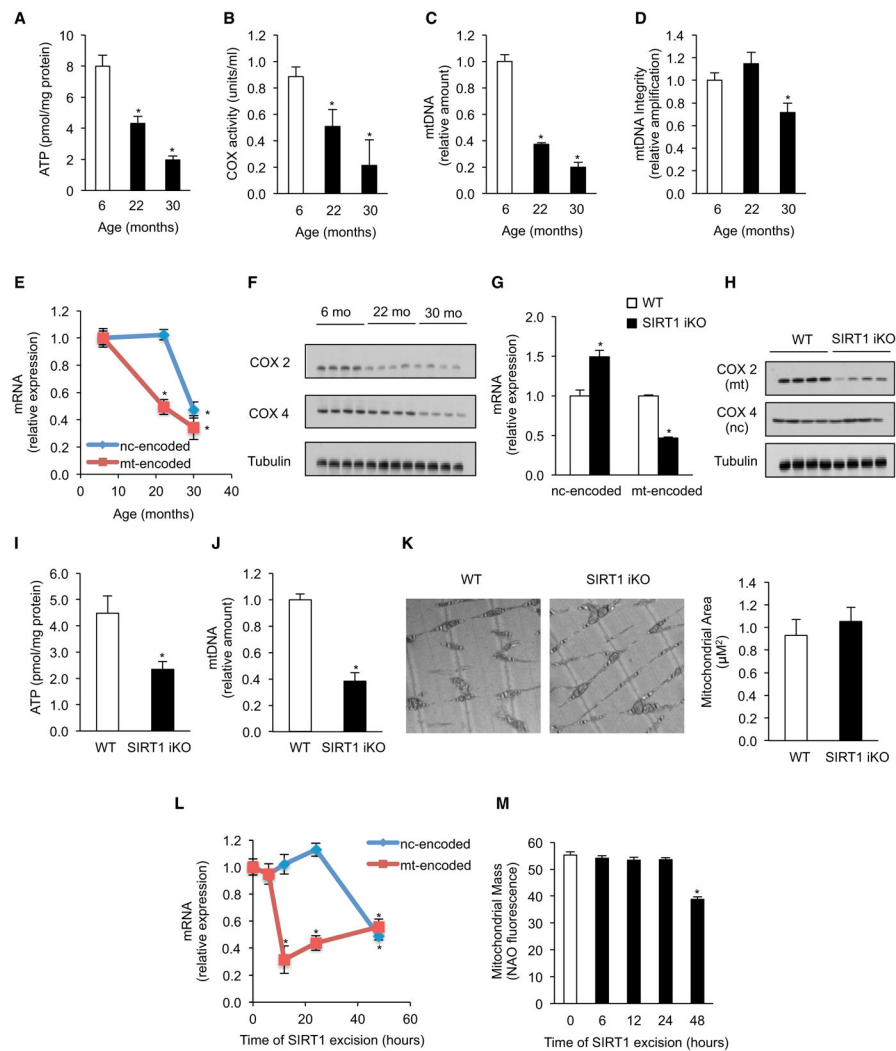 A
ATP (pmol/mg protein)
10
8
6
4
2
0
*
*
6 22 30
Age (months)
B
COX activity (units/ml)
1.2
1.0
0.8
0.6
0.4
0.2
0.0
*
*
6 22 30
Age (months)
C
mtDNA
(relative amount)
1.2
1.0
0.8
0.6
0.4
0.2
0.0
*
*
6 22 30
Age (months)
D
mtDNA Integrity
(relative amplification)
1.4
1.2
1.0
0.8
0.6
0.4
0.2
0.0
*
6 22 30
Age (months)
E
mRNA
(relative expression)
1.2
1.0
0.8
0.6
0.4
0.2
0.0
*
*
*
nc-encoded
mt-encoded
0 10 20 30 40
Age (months)
F
6 mo 22 mo 30 mo
COX 2
COX 4
Tubulin
G
WT
SIRT1 iKO
mRNA
(relative expression)
2.0
1.5
1.0
0.5
0.0
*
*
nc-encoded mt-encoded
H
WT SIRT1 iKO
COX 2
(mt)
COX 4
(nc)
Tubulin
I
ATP (pmol/mg protein)
6.0
5.0
4.0
3.0
2.0
1.0
0.0
*
WT SIRT1 iKO
J
mtDNA
(relative amount)
1.2
1.0
0.8
0.6
0.4
0.2
0.0
*
WT SIRT1 iKO
K
WT SIRT1 iKO
Mitochondrial Area
(µM²)
1.4
1.2
1.0
0.8
0.6
0.4
0.2
0.0
WT SIRT1 iKO
L
mRNA
(relative expression)
1.2
1.0
0.8
0.6
0.4
0.2
0.0
nc-encoded
mt-encoded
*
*
*
*
0 20 40 60
Time of SIRT1 excision (hours)
M
Mitochondrial Mass
(NAO fluorescence)
60
50
40
30
20
10
0
*
0 6 12 24 48
Time of SIRT1 excision (hours)